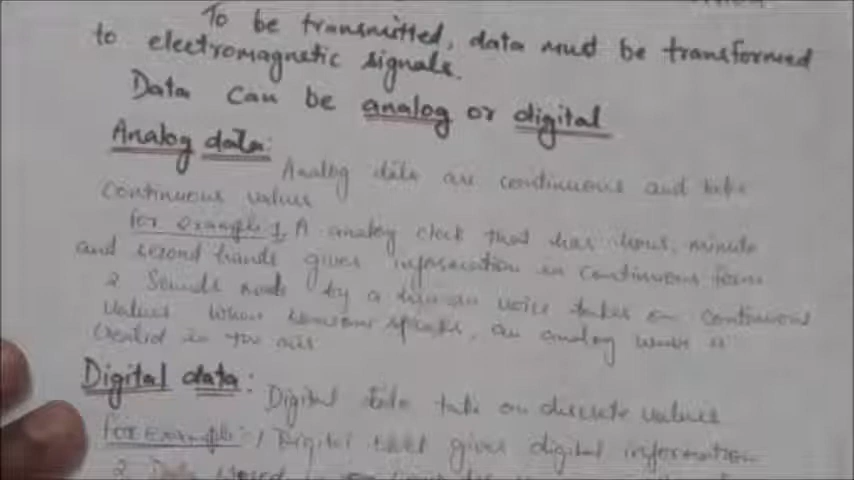 To be transmitted, data must be transformed
to electromagnetic signals.
Data can be analog or digital
Analog data:
Analog data are continuous and take
continuous values
for example 1, A analog clock that has hour, minute
and second hands gives information in continuous form
2 Sounds made by a human voice takes on continuous
values when someone speaks, an analog wave is
created in the air
Digital data:
Digital data take on discrete values
for example: 1 Digital that gives digital information
2 Data